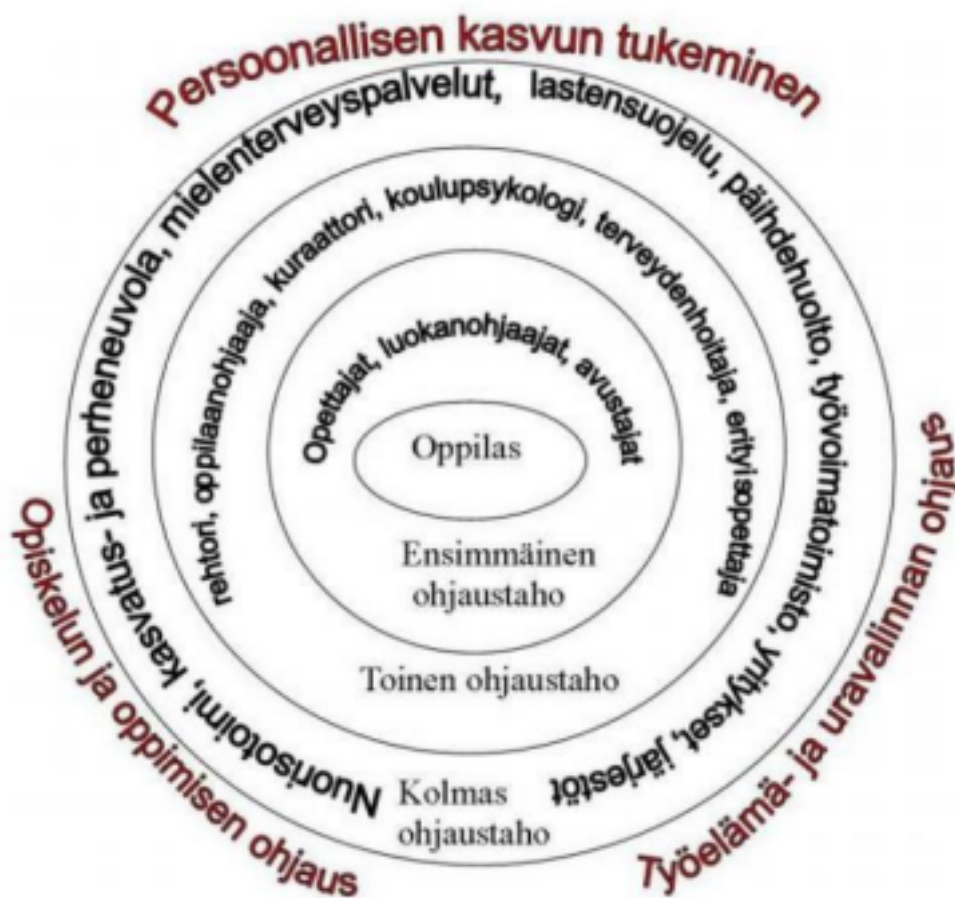 Persoonallisen kasvun tukeminen
Nuorisotoimi, kasvatus- ja perheneuvola, mielenterveyspalvelut, lastensuojelu, päihdehuolto, työvoimatoimisto, yritykset, järjestöt
rehtori, oppilaanohjaaja, kuraattori, koulupsykologi, terveydenhoitaja, erityisopettaja
Opettajat, luokanohjaajat, avustajat
Oppilas
Ensimmäinen
ohjaustaho
Toinen ohjaustaho
Kolmas
ohjaustaho
Opiskelun ja oppimisen ohjaus
Työelämä- ja uravalinnan ohjaus